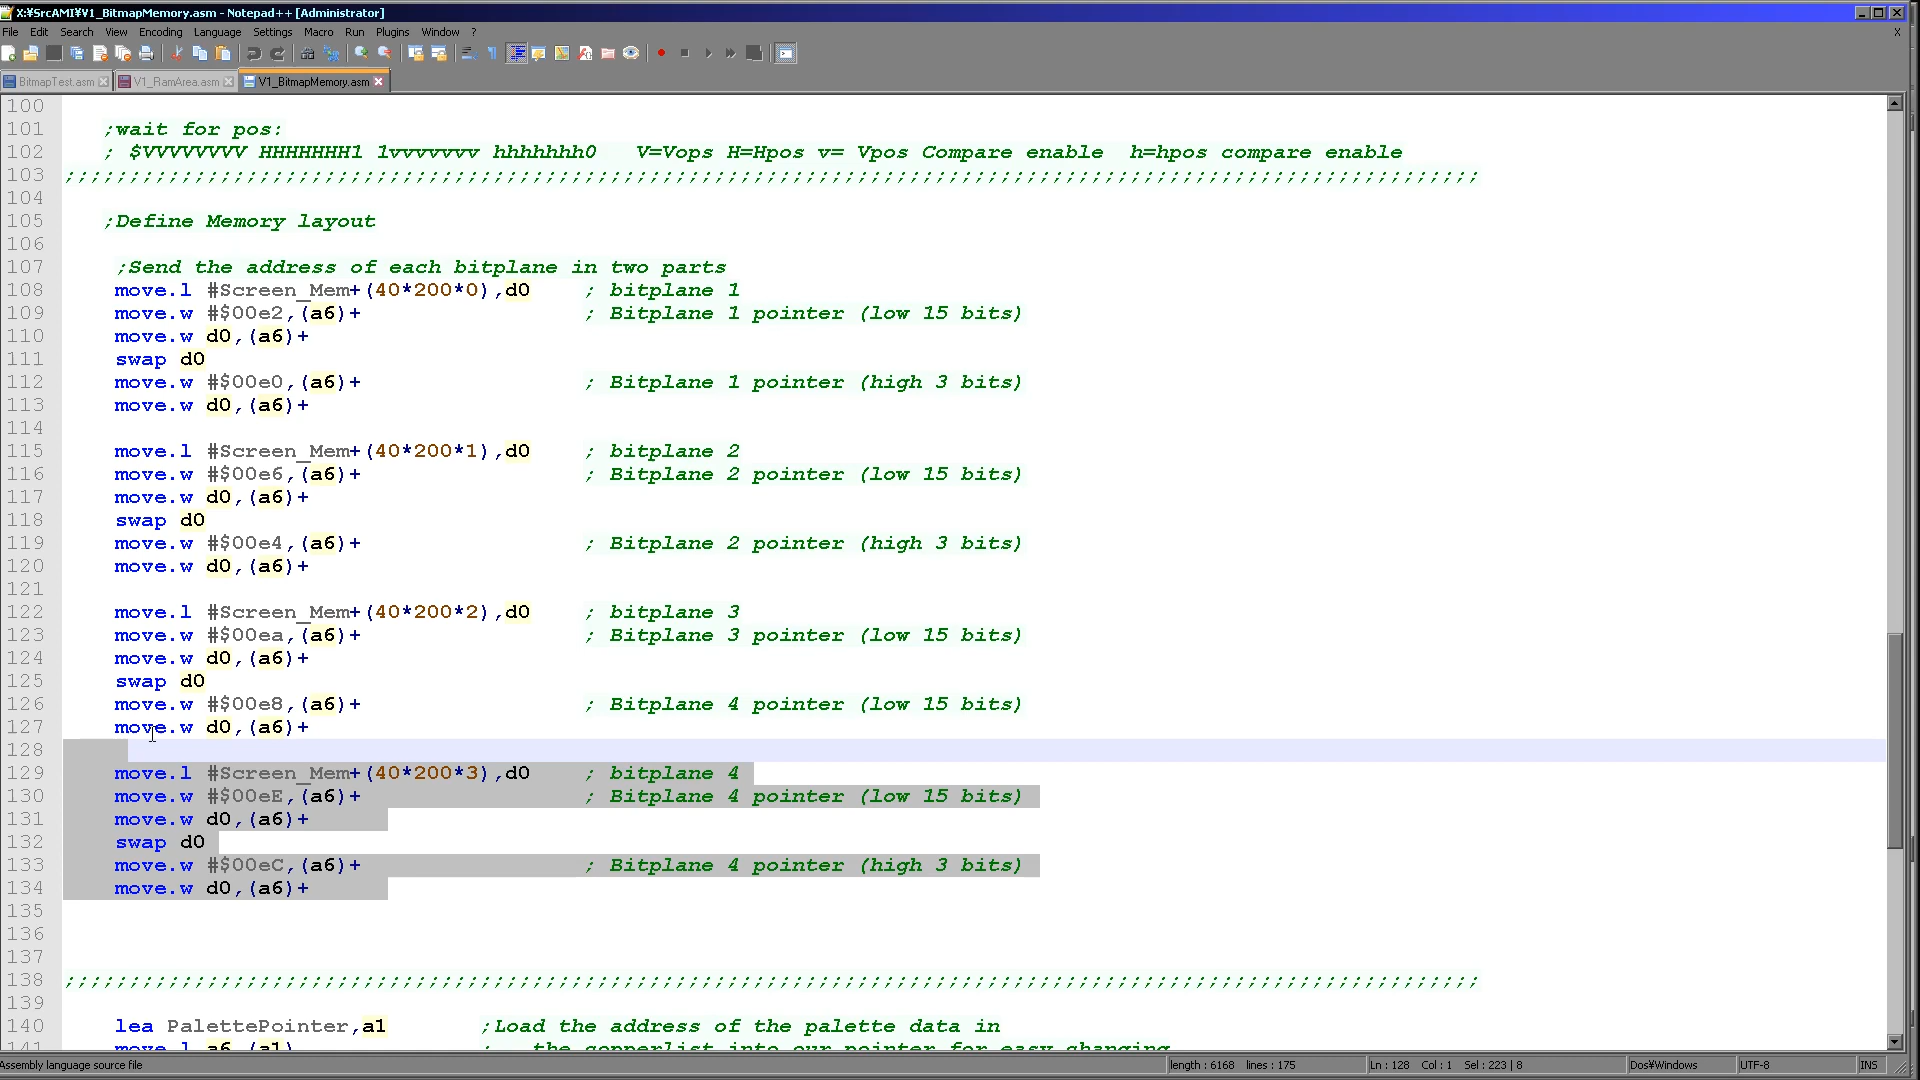 X:¥SrcAMI¥V1_BitmapMemory.asm - Notepad++ [Administrator]
File Edit Search View Encoding Language Settings Macro Run Plugins Window ? X
BitmapTest.asm V1_RamArea.asm V1_BitmapMemory.asm
100
101 ;wait for pos:
102 ; $VVVVVVVV HHHHHHH1 1vvvvvvv hhhhhhh0 V=Vops H=Hpos v= Vpos Compare enable h=hpos compare enable
103 ;;;;;;;;;;;;;;;;;;;;;;;;;;;;;;;;;;;;;;;;;;;;;;;;;;;;;;;;;;;;;;;;;;;;;;;;;;;;;;;;;;;;;;;;;;;;;;;;;;;;;;;;;;;;;
104
105 ;Define Memory layout
106
107 ;Send the address of each bitplane in two parts
108 move.l #Screen_Mem+(40*200*0),d0 ; bitplane 1
109 move.w #$00e2,(a6)+ ; Bitplane 1 pointer (low 15 bits)
110 move.w d0,(a6)+
111 swap d0
112 move.w #$00e0,(a6)+ ; Bitplane 1 pointer (high 3 bits)
113 move.w d0,(a6)+
114
115 move.l #Screen_Mem+(40*200*1),d0 ; bitplane 2
116 move.w #$00e6,(a6)+ ; Bitplane 2 pointer (low 15 bits)
117 move.w d0,(a6)+
118 swap d0
119 move.w #$00e4,(a6)+ ; Bitplane 2 pointer (high 3 bits)
120 move.w d0,(a6)+
121
122 move.l #Screen_Mem+(40*200*2),d0 ; bitplane 3
123 move.w #$00ea,(a6)+ ; Bitplane 3 pointer (low 15 bits)
124 move.w d0,(a6)+
125 swap d0
126 move.w #$00e8,(a6)+ ; Bitplane 4 pointer (low 15 bits)
127 move.w d0,(a6)+
128
129 move.l #Screen_Mem+(40*200*3),d0 ; bitplane 4
130 move.w #$00eE,(a6)+ ; Bitplane 4 pointer (low 15 bits)
131 move.w d0,(a6)+
132 swap d0
133 move.w #$00eC,(a6)+ ; Bitplane 4 pointer (high 3 bits)
134 move.w d0,(a6)+
135
136
137
138 ;;;;;;;;;;;;;;;;;;;;;;;;;;;;;;;;;;;;;;;;;;;;;;;;;;;;;;;;;;;;;;;;;;;;;;;;;;;;;;;;;;;;;;;;;;;;;;;;;;;;;;;;;;;;;
139
140 lea PalettePointer,a1 ;Load the address of the palette data in
141 move.l a6,(a1) ; the copperlist into our pointer for easy changing
Assembly language source file length : 6168 lines : 175 Ln : 128 Col : 1 Sel : 223 | 8 Dos¥Windows UTF-8 INS